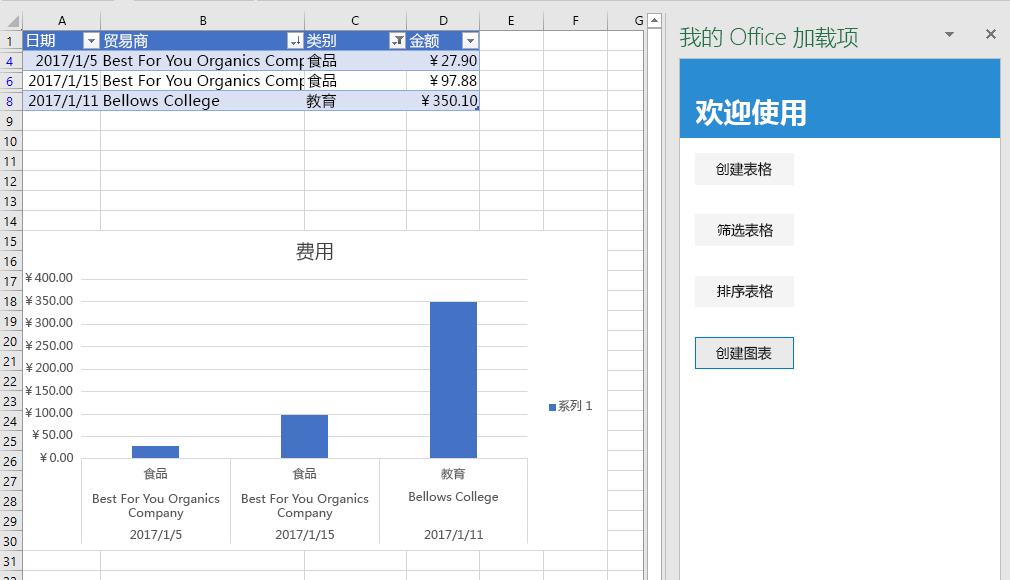 A B C D E F G
1 日期 贸易商 类别 金额
4 2017/1/5 Best For You Organics Comp 食品 ¥27.90
6 2017/1/15 Best For You Organics Comp 食品 ¥97.88
8 2017/1/11 Bellows College 教育 ¥350.10
9
10
11
12
13
14
15
16
17
18
19
20
21
22
23
24
25
26
27
28
29
30
31
费用
¥400.00
¥350.00
¥300.00
¥250.00
¥200.00
¥150.00
¥100.00
¥50.00
¥0.00
系列 1
食品 食品 教育
Best For You Organics Company Best For You Organics Company Bellows College
2017/1/5 2017/1/15 2017/1/11
我的 Office 加载项
欢迎使用
创建表格
筛选表格
排序表格
创建图表